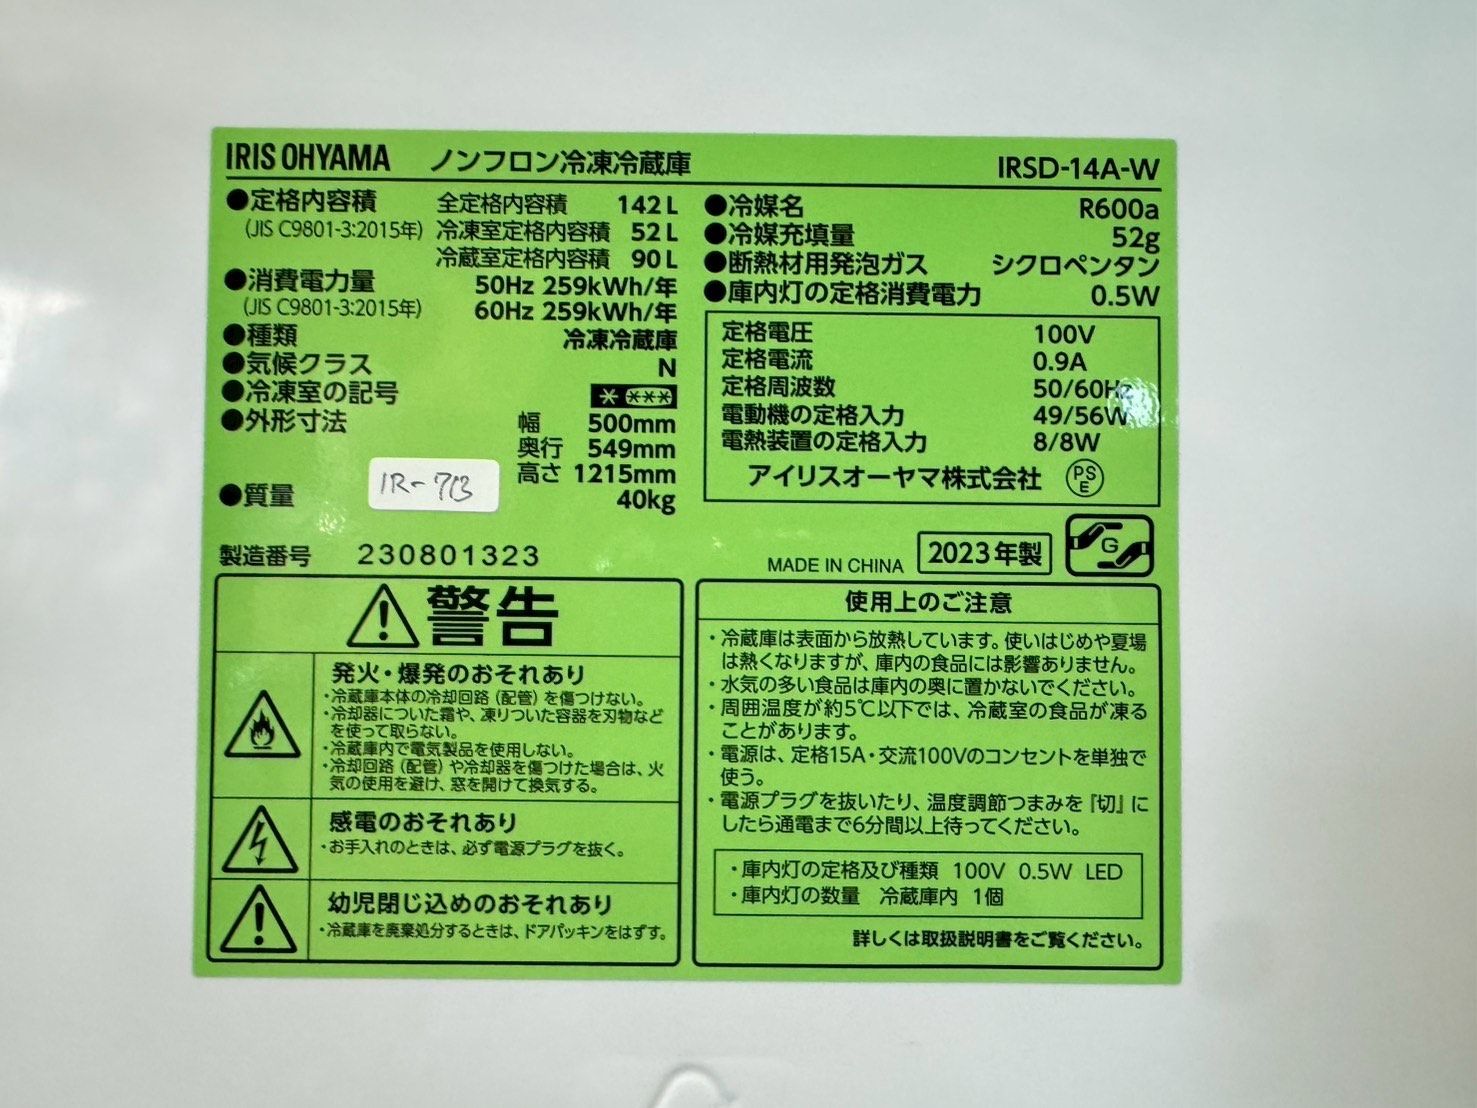 IRIS OHYAMA ノンフロン冷凍冷蔵庫 IRSD-14A-W
●定格内容積 全定格内容積 142L
(JIS C9801-3:2015年) 冷凍室定格内容積 52L
冷蔵室定格内容積 90L
●消費電力量 50Hz 259kWh/年
(JIS C9801-3:2015年) 60Hz 259kWh/年
●種類 冷凍冷蔵庫
●気候クラス N
●冷凍室の記号 * ***
●外形寸法 幅 500mm
奥行 549mm
高さ 1215mm
●質量 40kg
IR-713
製造番号 230801323
●冷媒名 R600a
●冷媒充填量 52g
●断熱材用発泡ガス シクロペンタン
●庫内灯の定格消費電力 0.5W
定格電圧 100V
定格電流 0.9A
定格周波数 50/60Hz
電動機の定格入力 49/56W
電熱装置の定格入力 8/8W
アイリスオーヤマ株式会社 PSE
MADE IN CHINA 2023年製 G
警告
発火・爆発のおそれあり
・冷蔵庫本体の冷却回路(配管)を傷つけない。
・冷却器についた霜や、凍りついた容器を刃物など
を使って取らない。
・冷蔵庫内で電気製品を使用しない。
・冷却回路(配管)や冷却器を傷つけた場合は、火
気の使用を避け、窓を開けて換気する。
感電のおそれあり
・お手入れのときは、必ず電源プラグを抜く。
幼児閉じ込めのおそれあり
・冷蔵庫を廃棄処分するときは、ドアパッキンをはずす。
使用上のご注意
・冷蔵庫は表面から放熱しています。使いはじめや夏場
は熱くなりますが、庫内の食品には影響ありません。
・水気の多い食品は庫内の奥に置かないでください。
・周囲温度が約5℃以下では、冷蔵室の食品が凍る
ことがあります。
・電源は、定格15A・交流100Vのコンセントを単独で
使う。
・電源プラグを抜いたり、温度調節つまみを『切』に
したら通電まで6分間以上待ってください。
・庫内灯の定格及び種類 100V 0.5W LED
・庫内灯の数量 冷蔵庫内 1個
詳しくは取扱説明書をご覧ください。